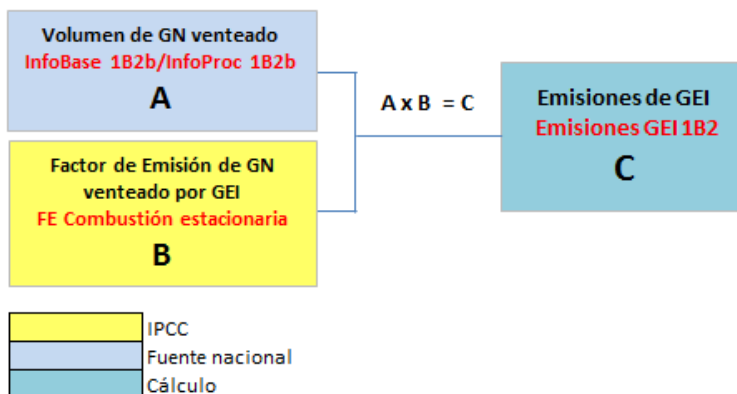 Volumen de GN venteado
InfoBase 1B2b/InfoProc 1B2b
A
A x B = C
Emisiones de GEI
Emisiones GEI 1B2
C
Factor de Emisión de GN
venteado por GEI
FE Combustión estacionaria
B
IPCC
Fuente nacional
Cálculo